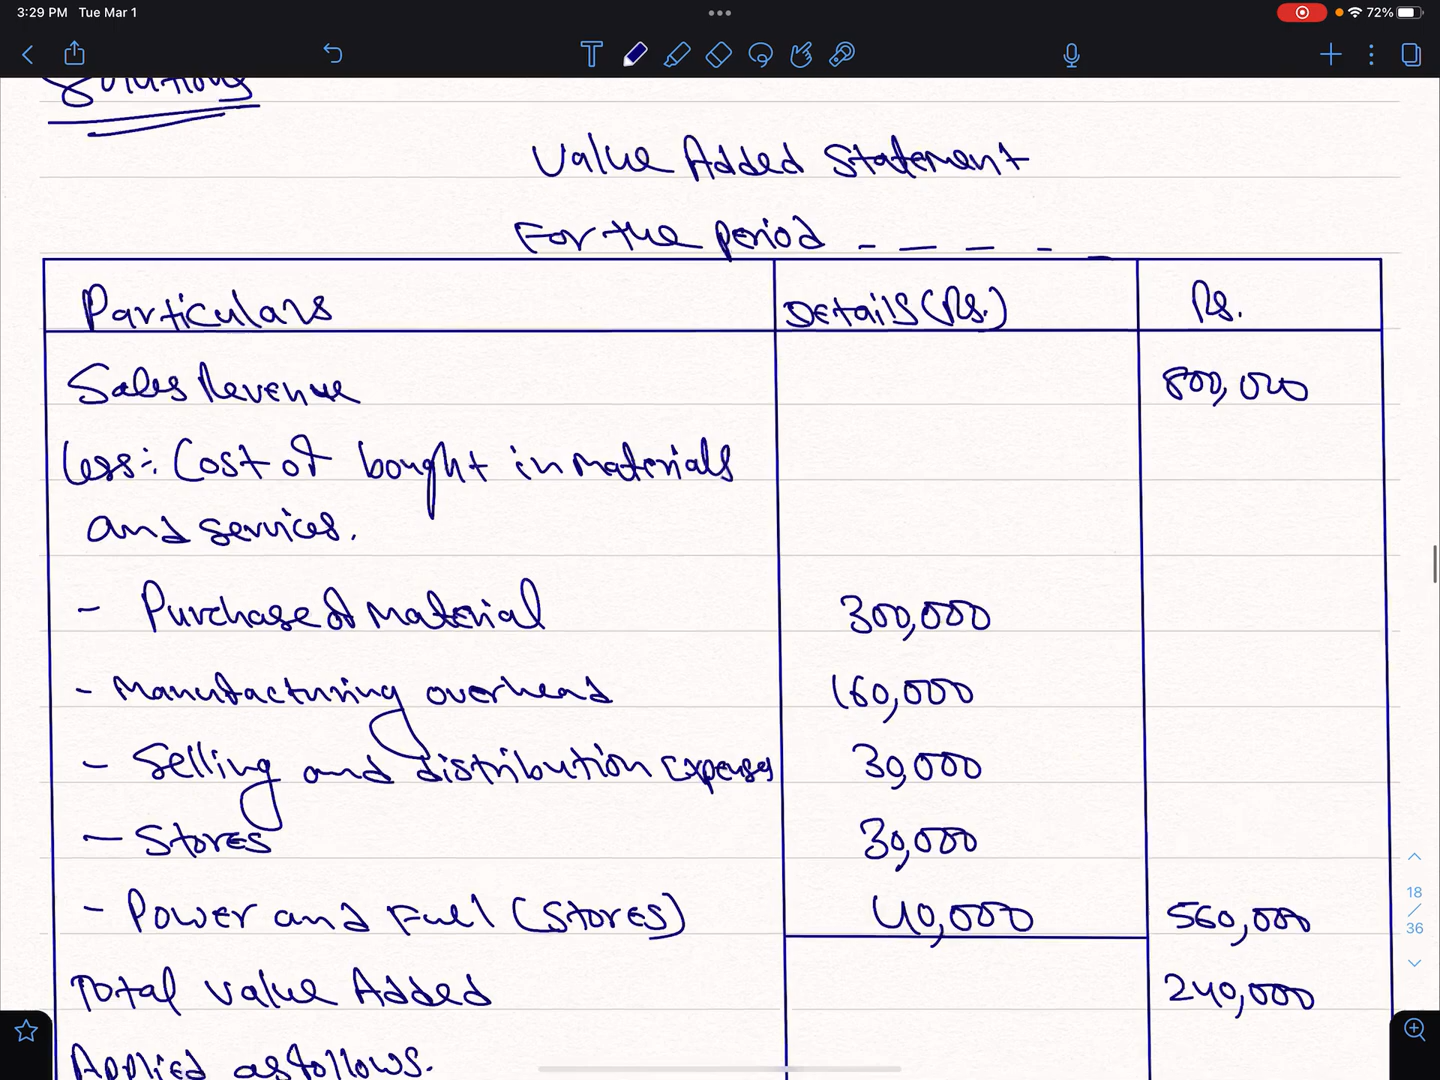 3:29 PM Tue Mar 1
72%
Solutions
Value Added Statement
For the period _ _ _ _ _
Particulars Details (Rs.) Rs.
Sales Revenue 800,000
Less: Cost of bought in materials
and services.
- Purchase of Material 300,000
- Manufacturing overhead 160,000
- Selling and distribution Expenses 30,000
- Stores 30,000
- Power and Fuel (Stores) 40,000 560,000
Total Value Added 240,000
Applied as follows.
18
/
36